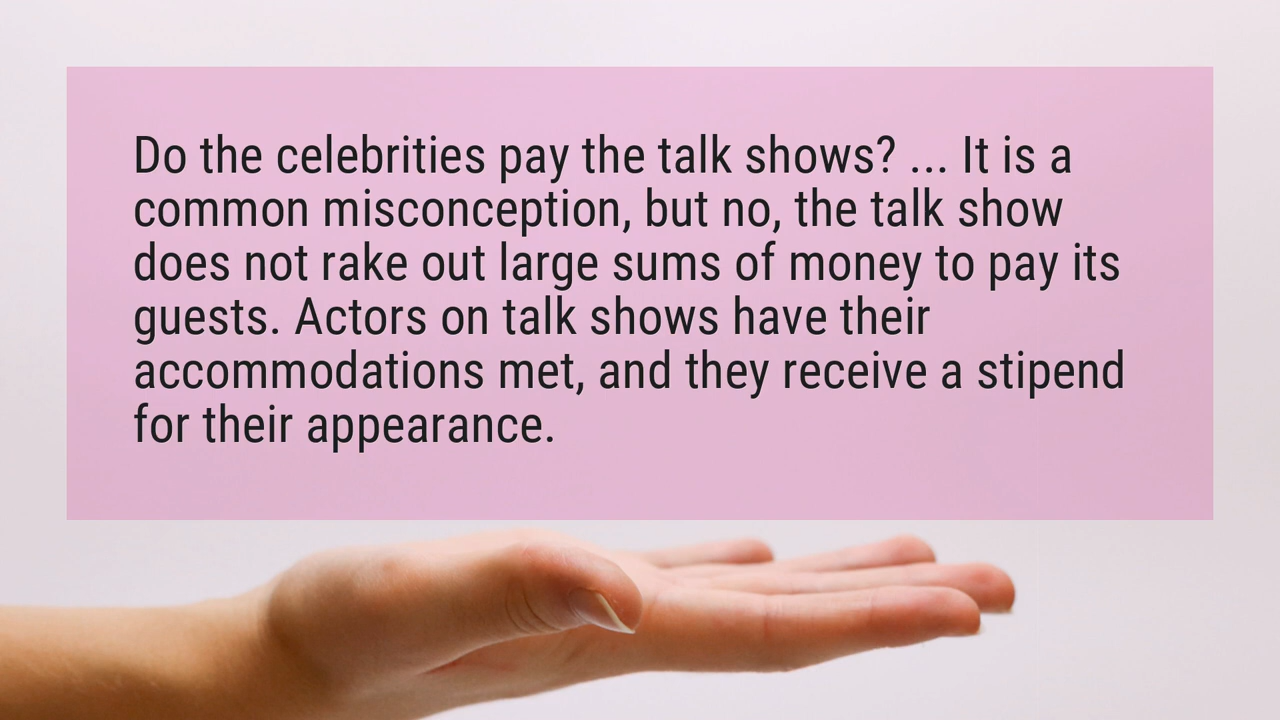 Do the celebrities pay the talk shows? ... It is a
common misconception, but no, the talk show
does not rake out large sums of money to pay its
guests. Actors on talk shows have their
accommodations met, and they receive a stipend
for their appearance.